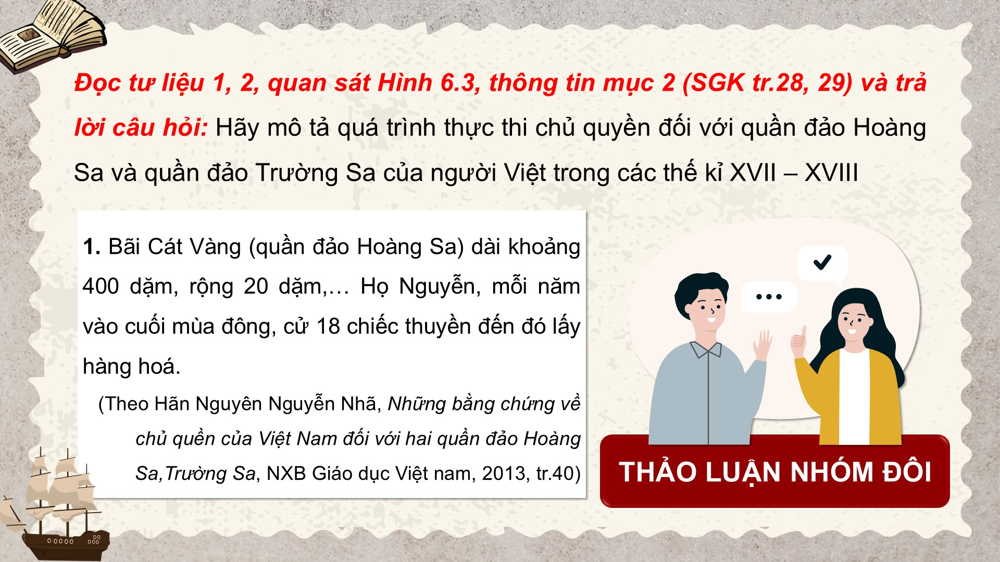 Đọc tư liệu 1, 2, quan sát Hình 6.3, thông tin mục 2 (SGK tr.28, 29) và trả
lời câu hỏi: Hãy mô tả quá trình thực thi chủ quyền đối với quần đảo Hoàng
Sa và quần đảo Trường Sa của người Việt trong các thế kỉ XVII – XVIII
1. Bãi Cát Vàng (quần đảo Hoàng Sa) dài khoảng
400 dặm, rộng 20 dặm,… Họ Nguyễn, mỗi năm
vào cuối mùa đông, cử 18 chiếc thuyền đến đó lấy
hàng hoá.
(Theo Hãn Nguyên Nguyễn Nhã, Những bằng chứng về
chủ quền của Việt Nam đối với hai quần đảo Hoàng
Sa,Trường Sa, NXB Giáo dục Việt nam, 2013, tr.40)
THẢO LUẬN NHÓM ĐÔI